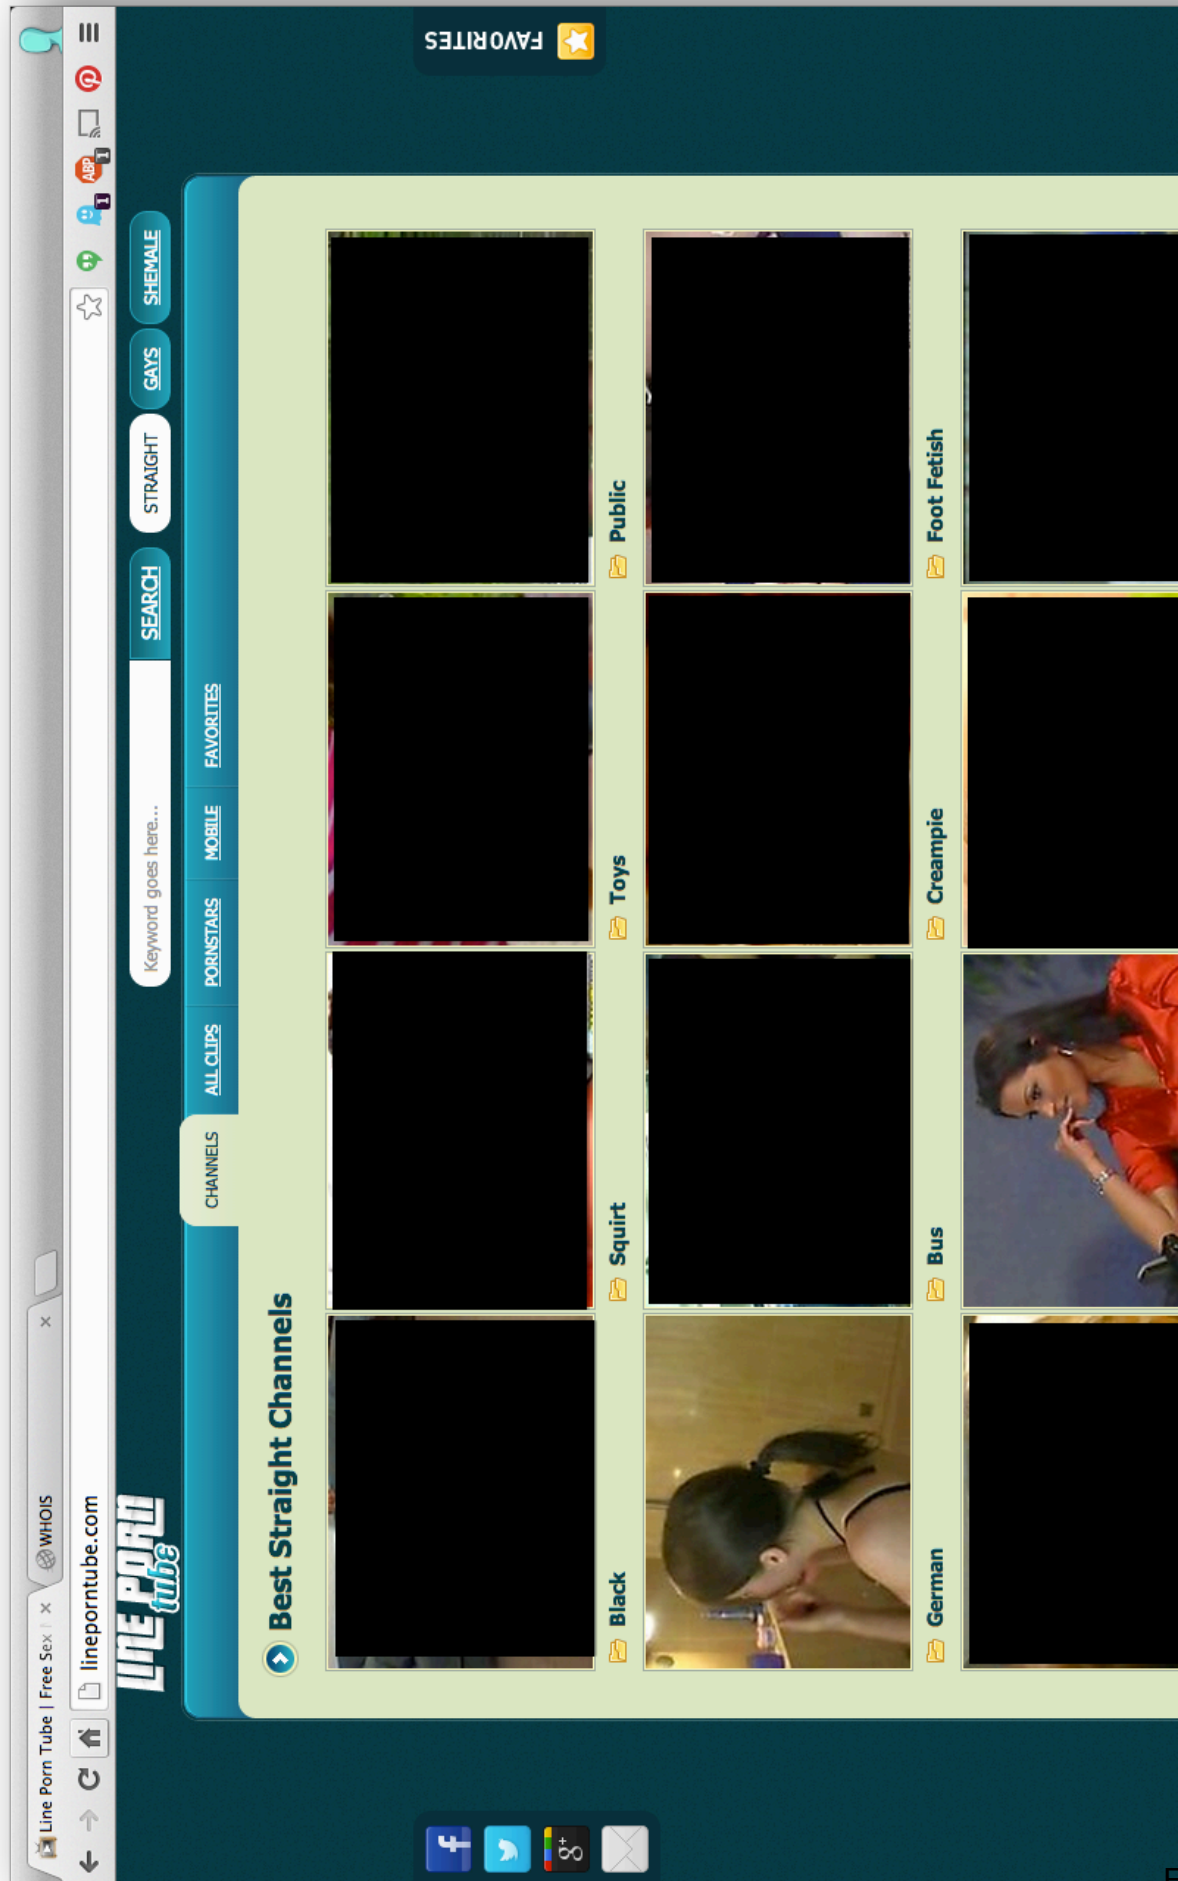 Line Porn Tube | Free Sex
WHOIS
lineporntube.com
LINE PORN
tube
Keyword goes here...
SEARCH
STRAIGHT
GAYS
SHEMALE
CHANNELS
ALL CLIPS
PORNSTARS
MOBILE
FAVORITES
Best Straight Channels
FAVORITES
Black
Squirt
Toys
Public
German
Bus
Creampie
Foot Fetish